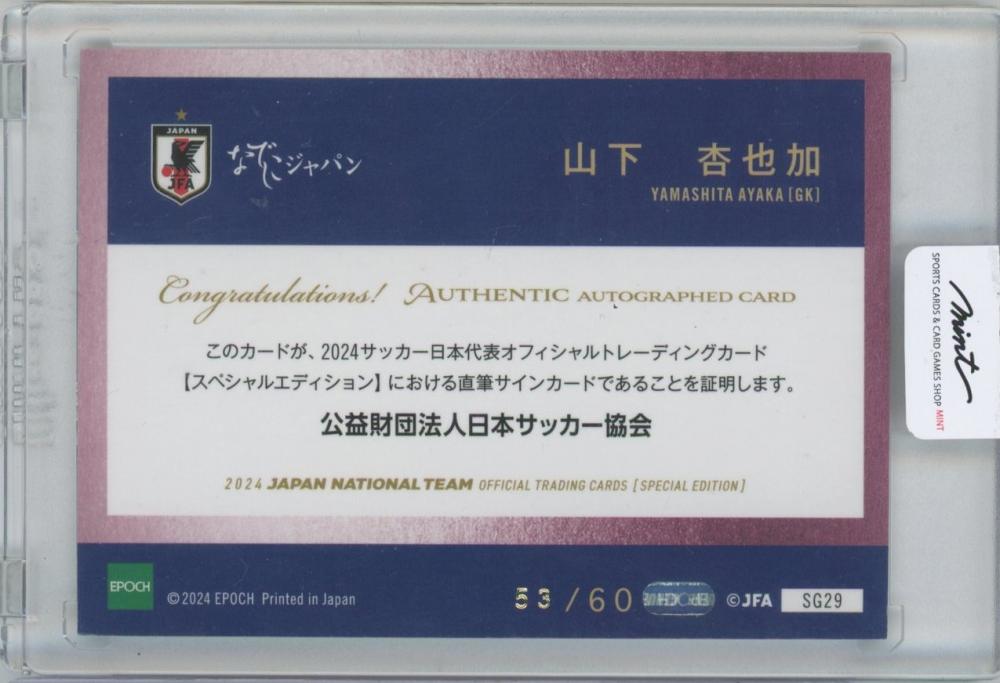 JAPAN
JFA
なでしこジャパン
山下 杏也加
YAMASHITA AYAKA [GK]
Congratulations! AUTHENTIC AUTOGRAPHED CARD
このカードが、2024サッカー日本代表オフィシャルトレーディングカード
【スペシャルエディション】における直筆サインカードであることを証明します。
公益財団法人日本サッカー協会
2024 JAPAN NATIONAL TEAM OFFICIAL TRADING CARDS [SPECIAL EDITION]
EPOCH
©2024 EPOCH Printed in Japan
53/60
©JFA
SG29
mint
SPORTS CARDS & CARD GAMES SHOP MINT